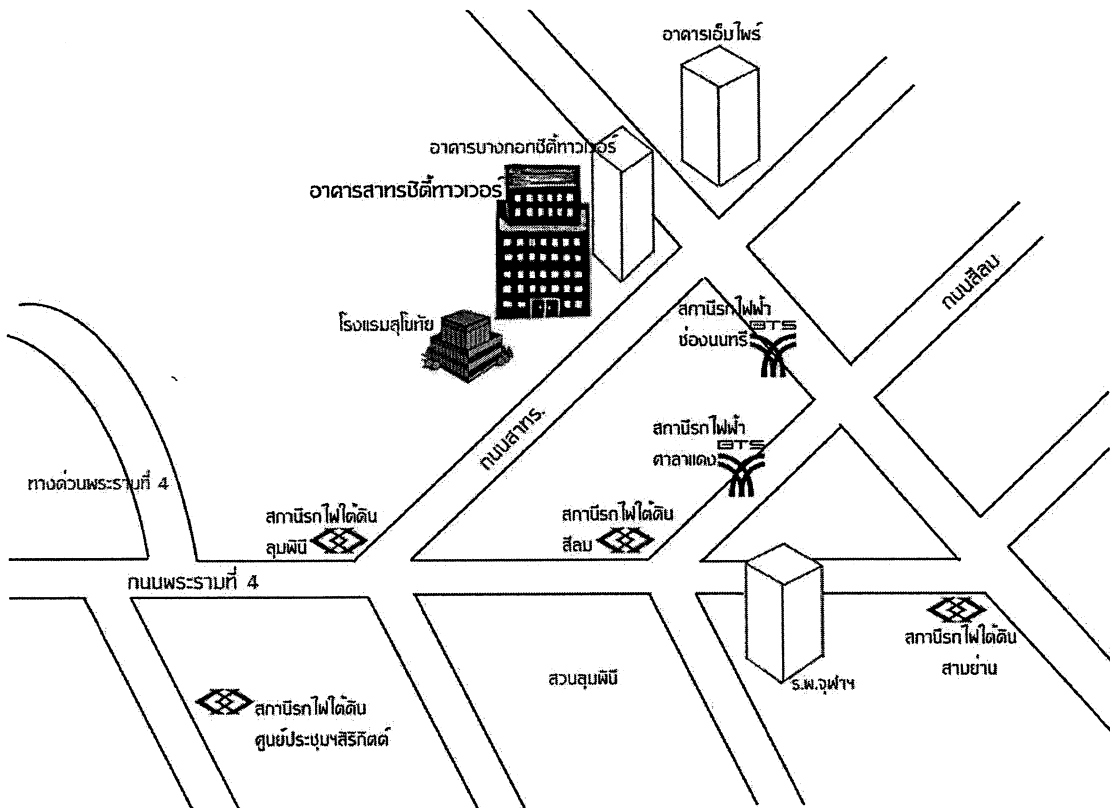 อาคารเอ็มไพร์
อาคารบางกอกซิตี้ทาวเวอร์
อาคารสาทรซิตี้ทาวเวอร์
ถนนสีลม
สถานีรถไฟฟ้า
BTS
ช่องนนทรี
โรงแรมสุโขทัย
ถนนสาทร.
สถานีรถไฟฟ้า
BTS
ศาลาแดง
ทางด่วนพระรามที่ 4
สถานีรถไฟใต้ดิน
ลุมพินี
สถานีรถไฟใต้ดิน
สีลม
ถนนพระรามที่ 4
สถานีรถไฟใต้ดิน
สามย่าน
สวนลุมพินี
ร.พ.จุฬาฯ
สถานีรถไฟใต้ดิน
ศูนย์ประชุมฯสิริกิตต์